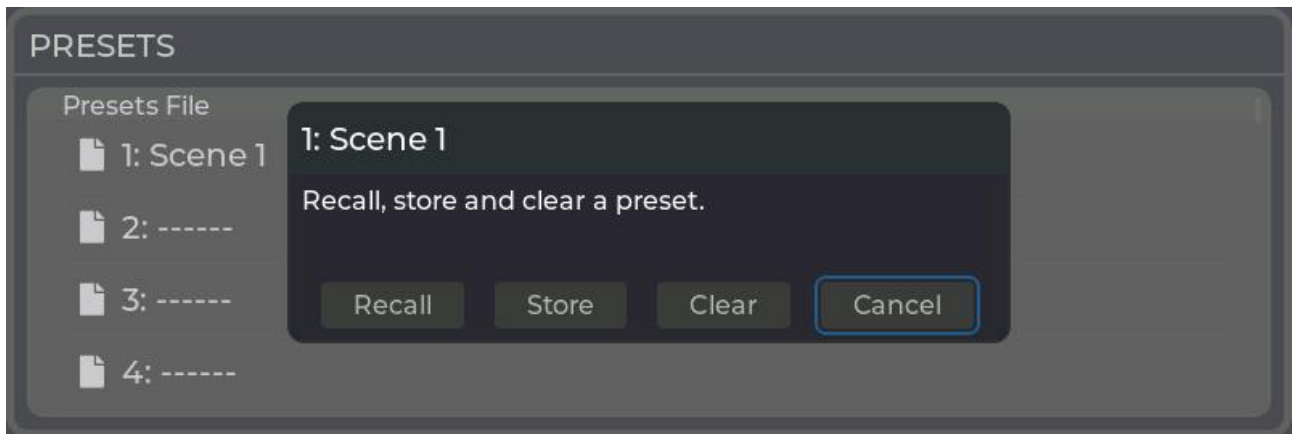 PRESETS
Presets File
1: Scene 1
2: ------
3: ------
4: ------
1: Scene 1
Recall, store and clear a preset.
Recall Store Clear Cancel